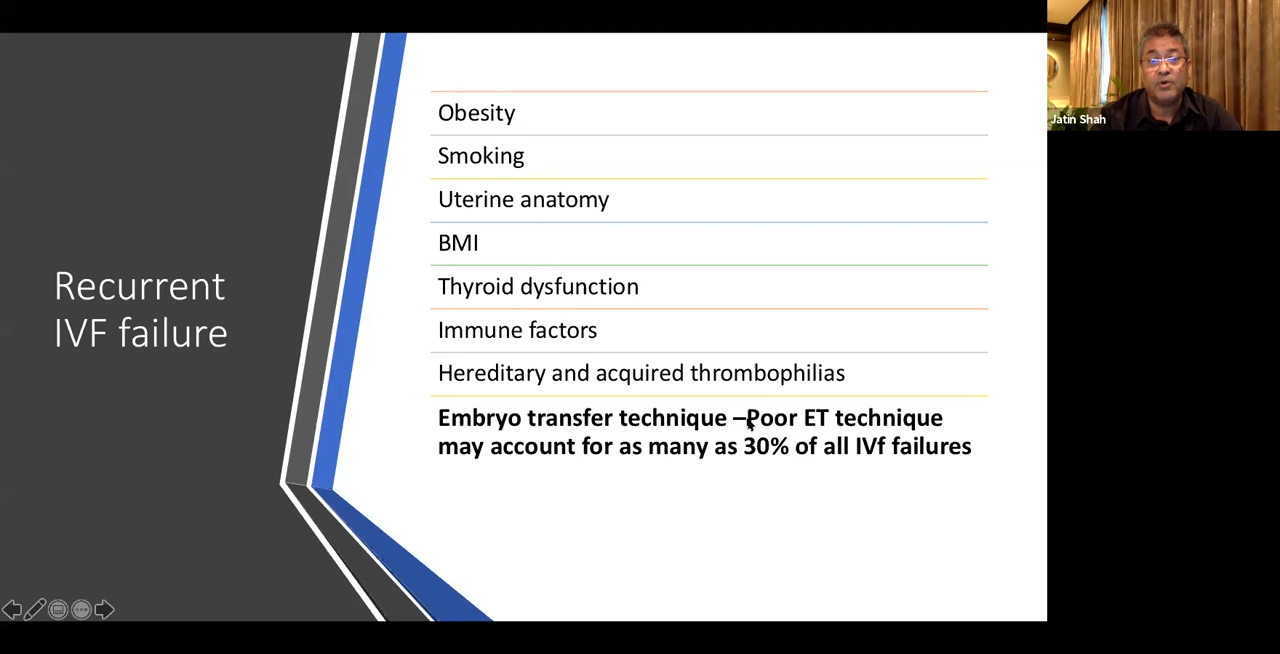 Recurrent
IVF failure
Obesity
Smoking
Uterine anatomy
BMI
Thyroid dysfunction
Immune factors
Hereditary and acquired thrombophilias
Embryo transfer technique –Poor ET technique
may account for as many as 30% of all IVf failures
Jatin Shah